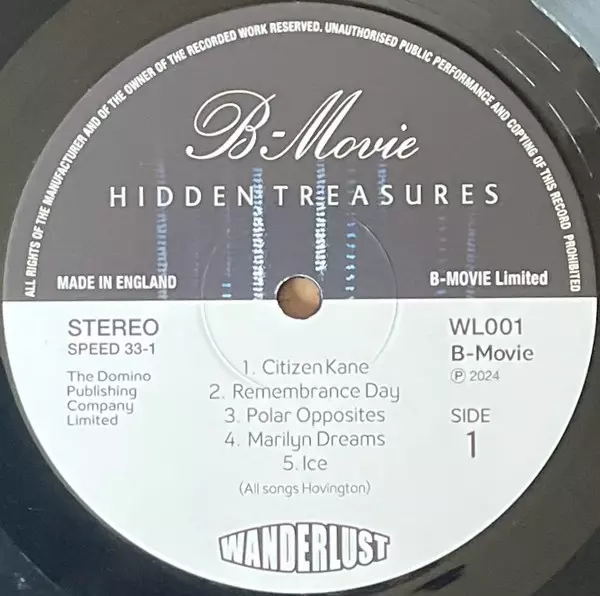 ALL RIGHTS OF THE MANUFACTURER AND OF THE OWNER OF THE RECORDED WORK RESERVED. UNAUTHORISED PUBLIC PERFORMANCE AND COPYING OF THIS RECORD PROHIBITED
B-Movie
HIDDEN TREASURES
MADE IN ENGLAND
B-MOVIE Limited
STEREO
SPEED 33-1
The Domino
Publishing
Company
Limited
WL001
B-Movie
℗ 2024
SIDE
1
1. Citizen Kane
2. Remembrance Day
3. Polar Opposites
4. Marilyn Dreams
5. Ice
(All songs Hovington)
WANDERLUST